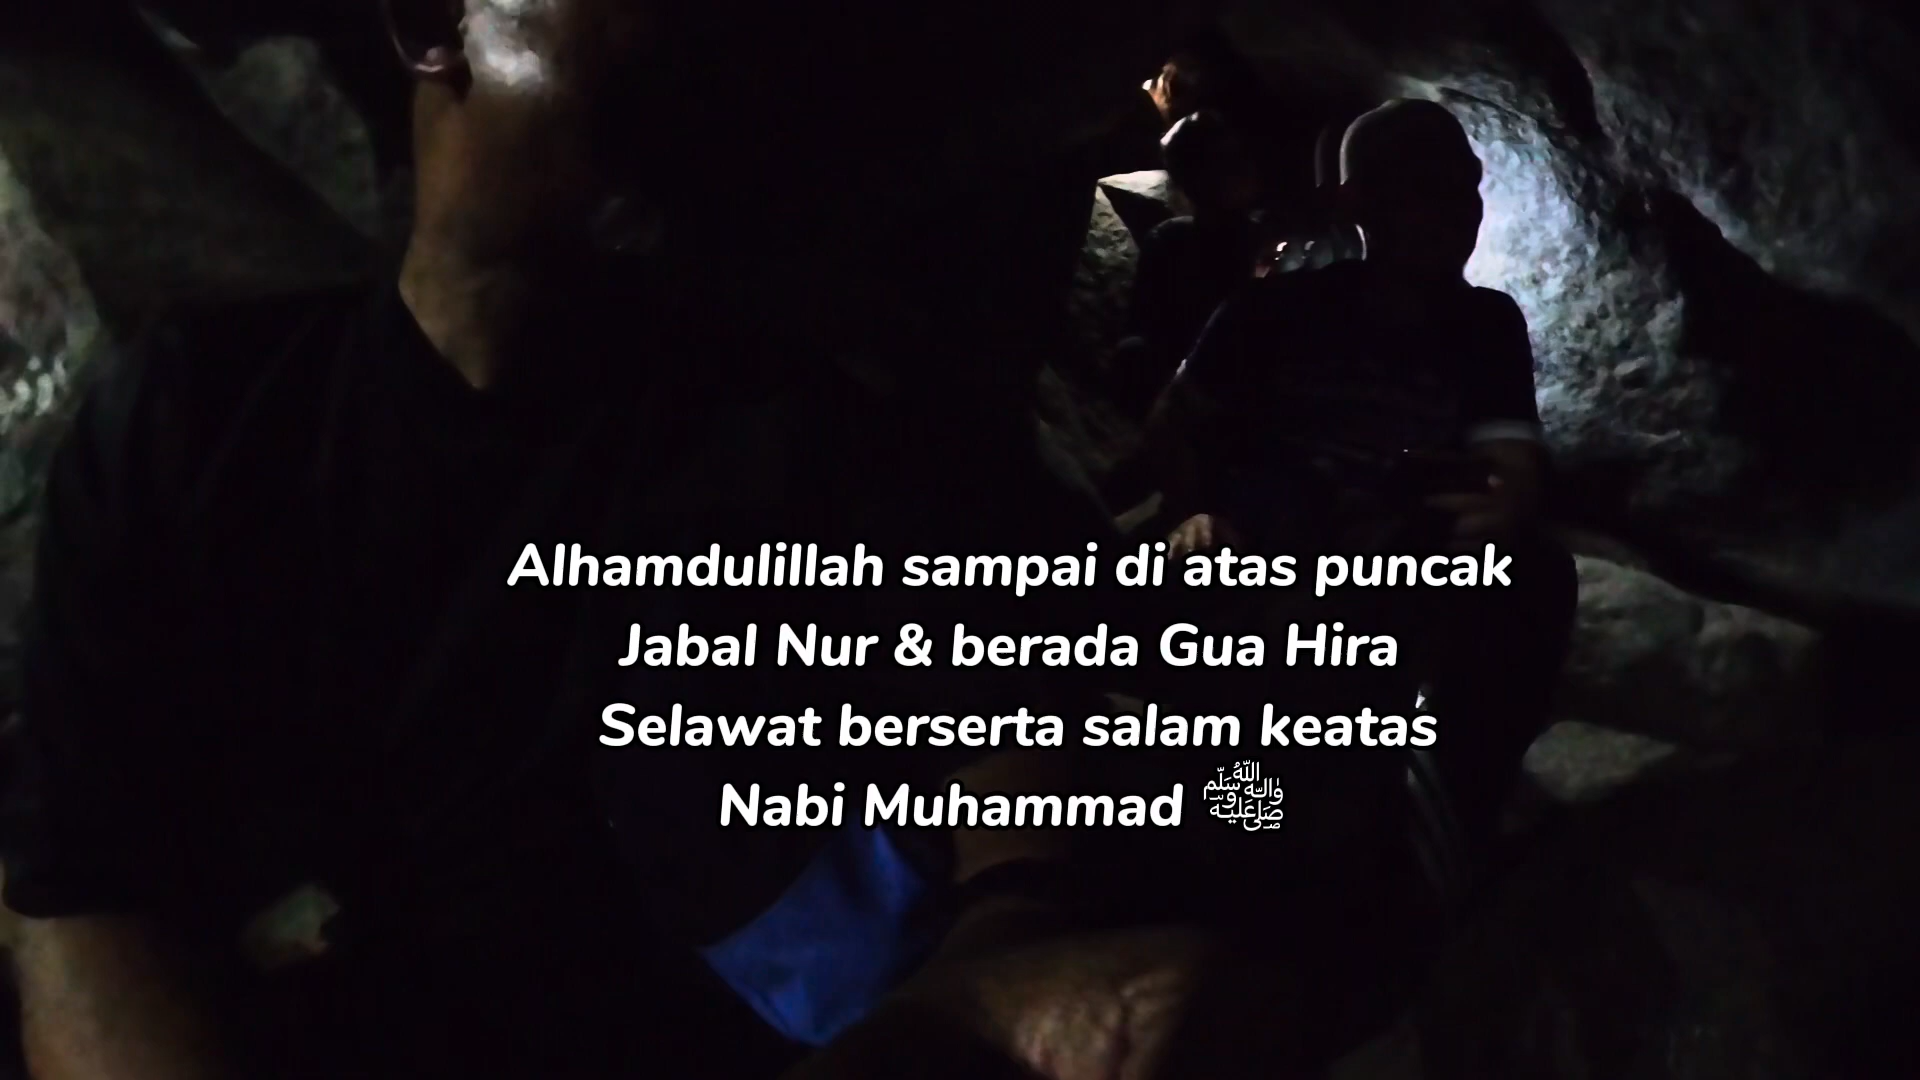 Alhamdulillah sampai di atas puncak
Jabal Nur & berada Gua Hira
Selawat berserta salam keatas
Nabi Muhammad ﷺ